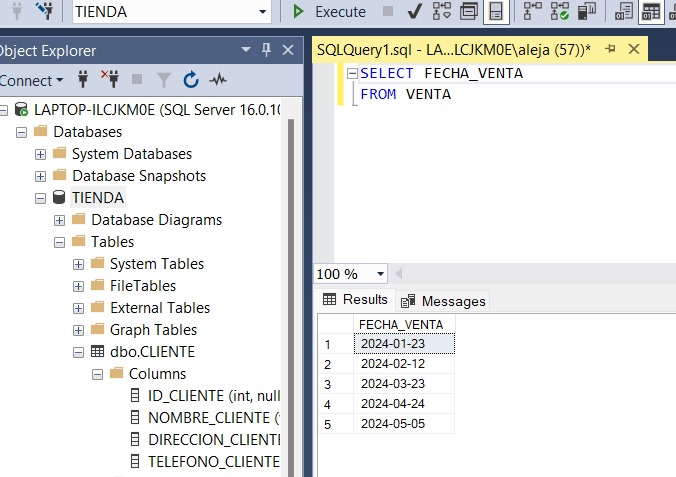 TIENDA
Execute
Object Explorer
Connect
LAPTOP-ILCJKM0E (SQL Server 16.0.10
Databases
System Databases
Database Snapshots
TIENDA
Database Diagrams
Tables
System Tables
FileTables
External Tables
Graph Tables
dbo.CLIENTE
Columns
ID_CLIENTE (int, null
NOMBRE_CLIENTE (
DIRECCION_CLIENTE
TELEFONO_CLIENTE
SQLQuery1.sql - LA...LCJKM0E\aleja (57))*
SELECT FECHA_VENTA
FROM VENTA
100 %
Results
Messages
FECHA_VENTA
1 2024-01-23
2 2024-02-12
3 2024-03-23
4 2024-04-24
5 2024-05-05